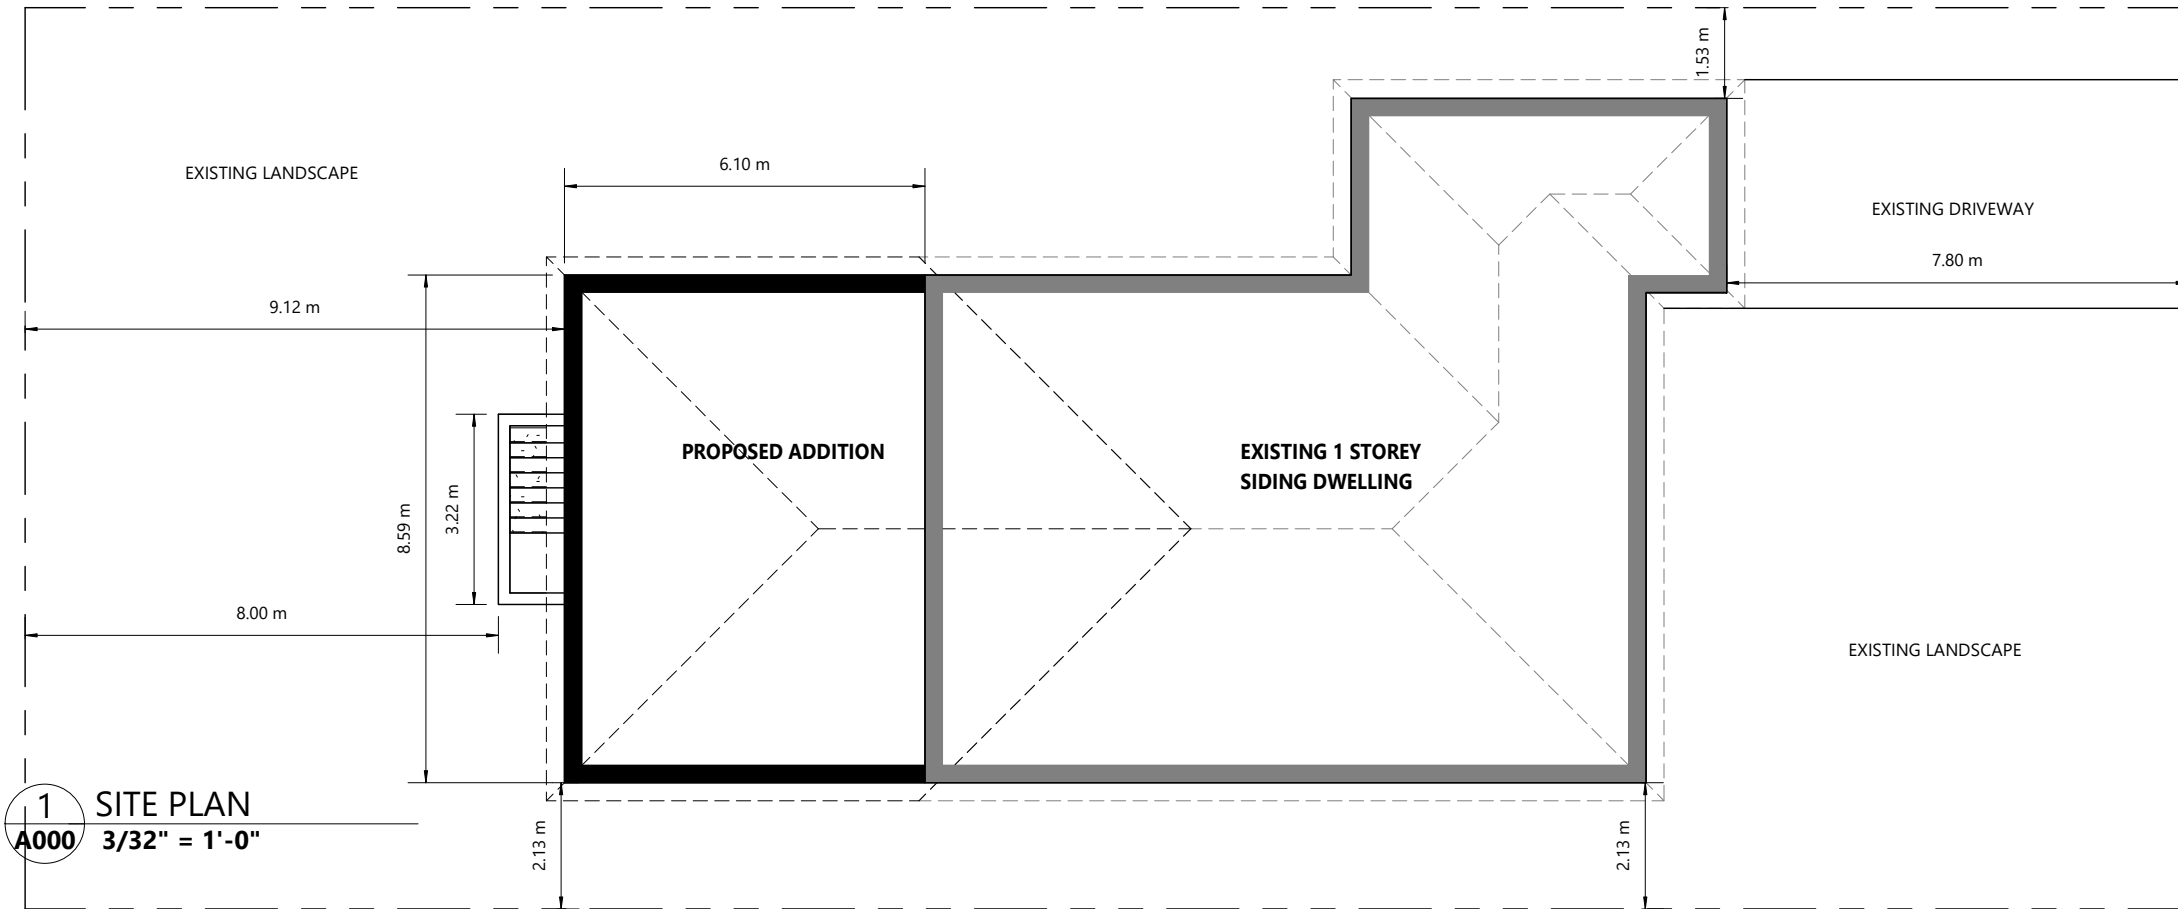 1.53 m
6.10 m
EXISTING LANDSCAPE
EXISTING DRIVEWAY
7.80 m
9.12 m
PROPOSED ADDITION
EXISTING 1 STOREY
SIDING DWELLING
3.22 m
8.59 m
8.00 m
EXISTING LANDSCAPE
1
SITE PLAN
A000
3/32" = 1'-0"
2.13 m
2.13 m